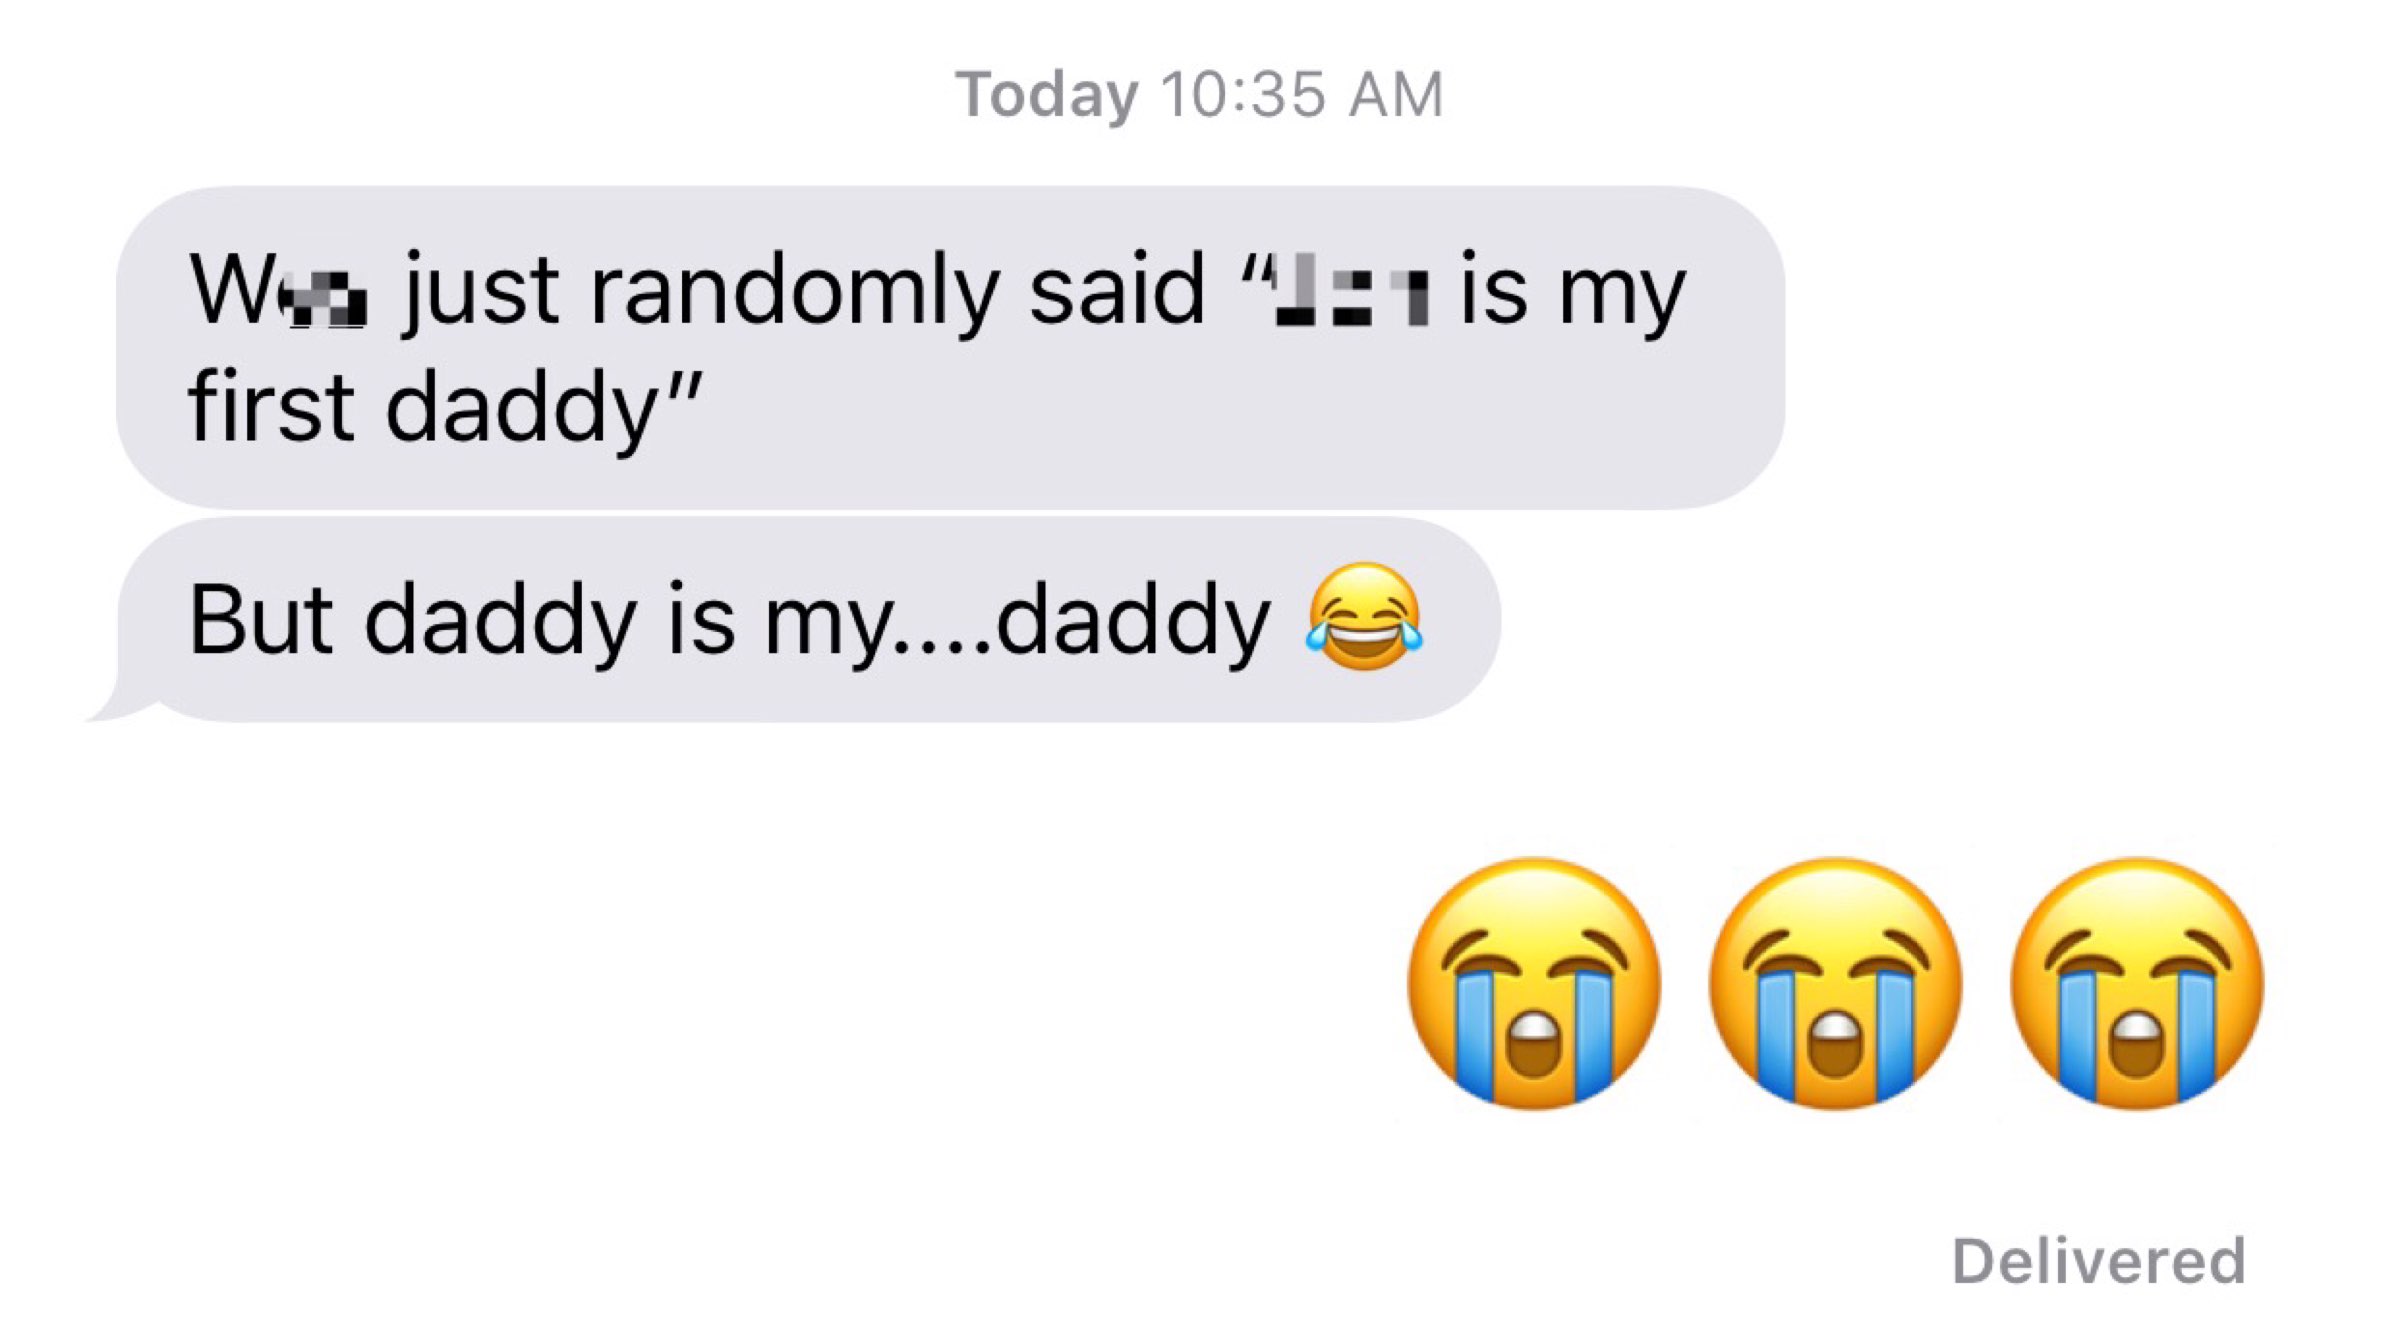 Today 10:35 AM
just randomly said “ is my
first daddy”
But daddy is my....daddy 😂
😭😭😭
Delivered